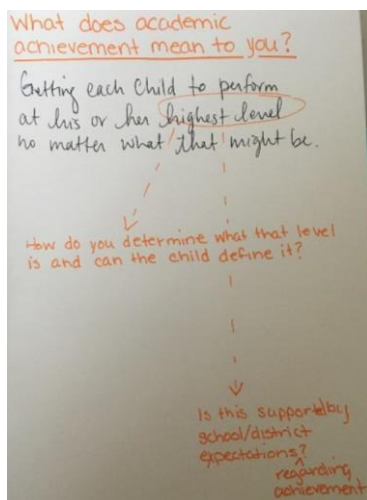 What does academic
achievement mean to you?
Getting each Child to perform
at his or her highest level
no matter what that might be.
How do you determine what that level
is and can the child define it?
Is this supported by
school/district
expectations?
regarding
achievement